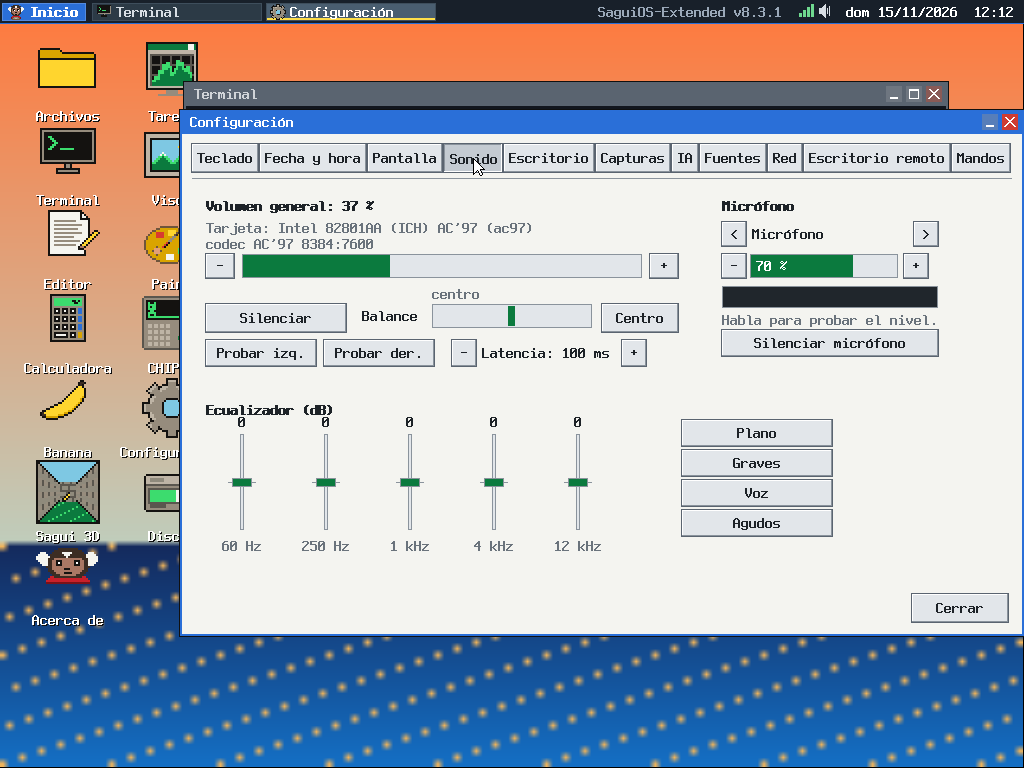 Inicio
Terminal
Configuración
SaguiOS-Extended v8.3.1
dom 15/11/2026
12:12
Archivos
Tare
Terminal
Editor
Calculadora
CHIP
Banana
Configu
Sagui 3D
Disc
Acerca de
Terminal
Configuración
Teclado
Fecha y hora
Pantalla
Sonido
Escritorio
Capturas
IA
Fuentes
Red
Escritorio remoto
Mandos
Volumen general: 37 %
Tarjeta: Intel 82801AA (ICH) AC'97 (ac97)
codec AC'97 8384:7600
-
+
centro
Silenciar
Balance
Centro
Probar izq.
Probar der.
-
Latencia: 100 ms
+
Micrófono
<
Micrófono
>
-
70 %
+
Habla para probar el nivel.
Silenciar micrófono
Ecualizador (dB)
0
0
0
0
0
60 Hz
250 Hz
1 kHz
4 kHz
12 kHz
Plano
Graves
Voz
Agudos
Cerrar